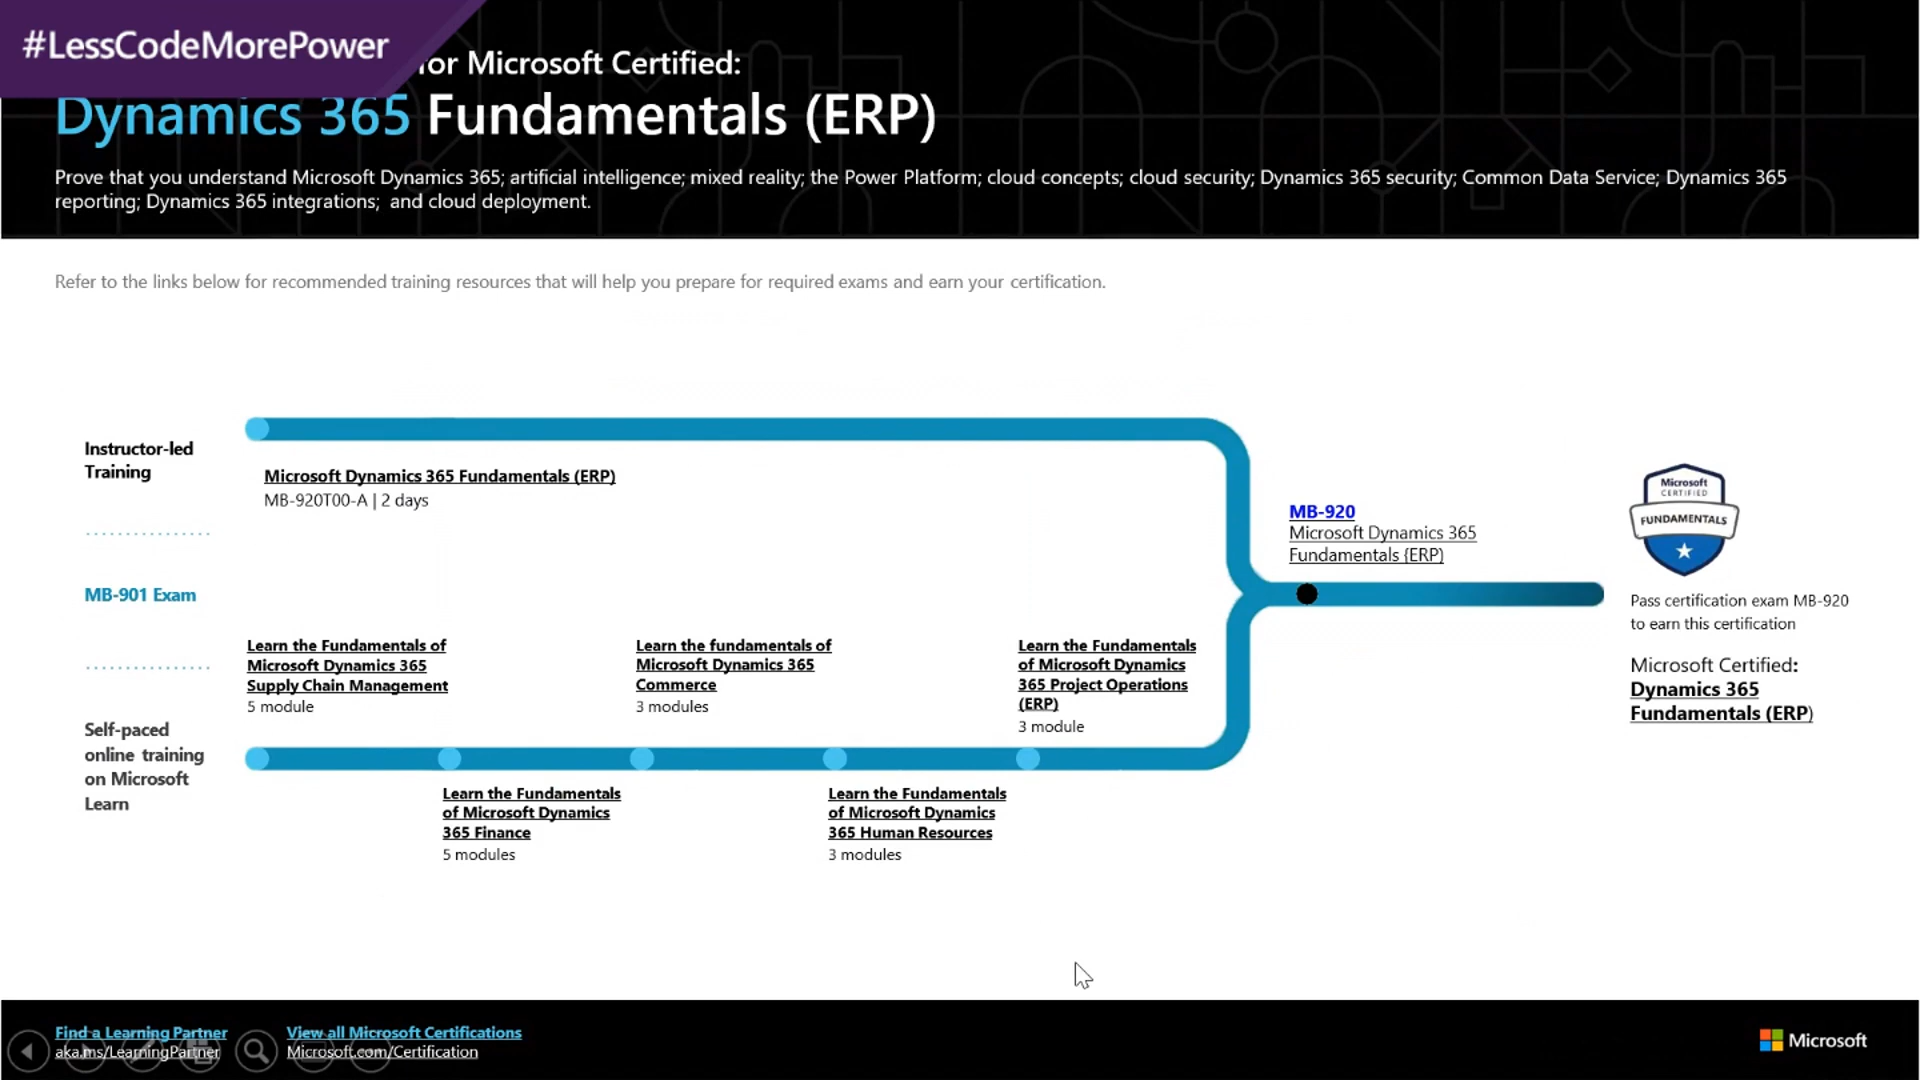 #LessCodeMorePower
for Microsoft Certified:
Dynamics 365 Fundamentals (ERP)
Prove that you understand Microsoft Dynamics 365; artificial intelligence; mixed reality; the Power Platform; cloud concepts; cloud security; Dynamics 365 security; Common Data Service; Dynamics 365
reporting; Dynamics 365 integrations;  and cloud deployment.
Refer to the links below for recommended training resources that will help you prepare for required exams and earn your certification.
Instructor-led
Training
Microsoft Dynamics 365 Fundamentals (ERP)
MB-920T00-A | 2 days
MB-901 Exam
Learn the Fundamentals of
Microsoft Dynamics 365
Supply Chain Management
5 module
Learn the fundamentals of
Microsoft Dynamics 365
Commerce
3 modules
Learn the Fundamentals
of Microsoft Dynamics
365 Project Operations
(ERP)
3 module
Self-paced
online training
on Microsoft
Learn
Learn the Fundamentals
of Microsoft Dynamics
365 Finance
5 modules
Learn the Fundamentals
of Microsoft Dynamics
365 Human Resources
3 modules
MB-920
Microsoft Dynamics 365
Fundamentals {ERP)
Microsoft
CERTIFIED
FUNDAMENTALS
Pass certification exam MB-920
to earn this certification
Microsoft Certified:
Dynamics 365
Fundamentals (ERP)
Find a Learning Partner
aka.ms/LearningPartner
View all Microsoft Certifications
Microsoft.com/Certification
Microsoft